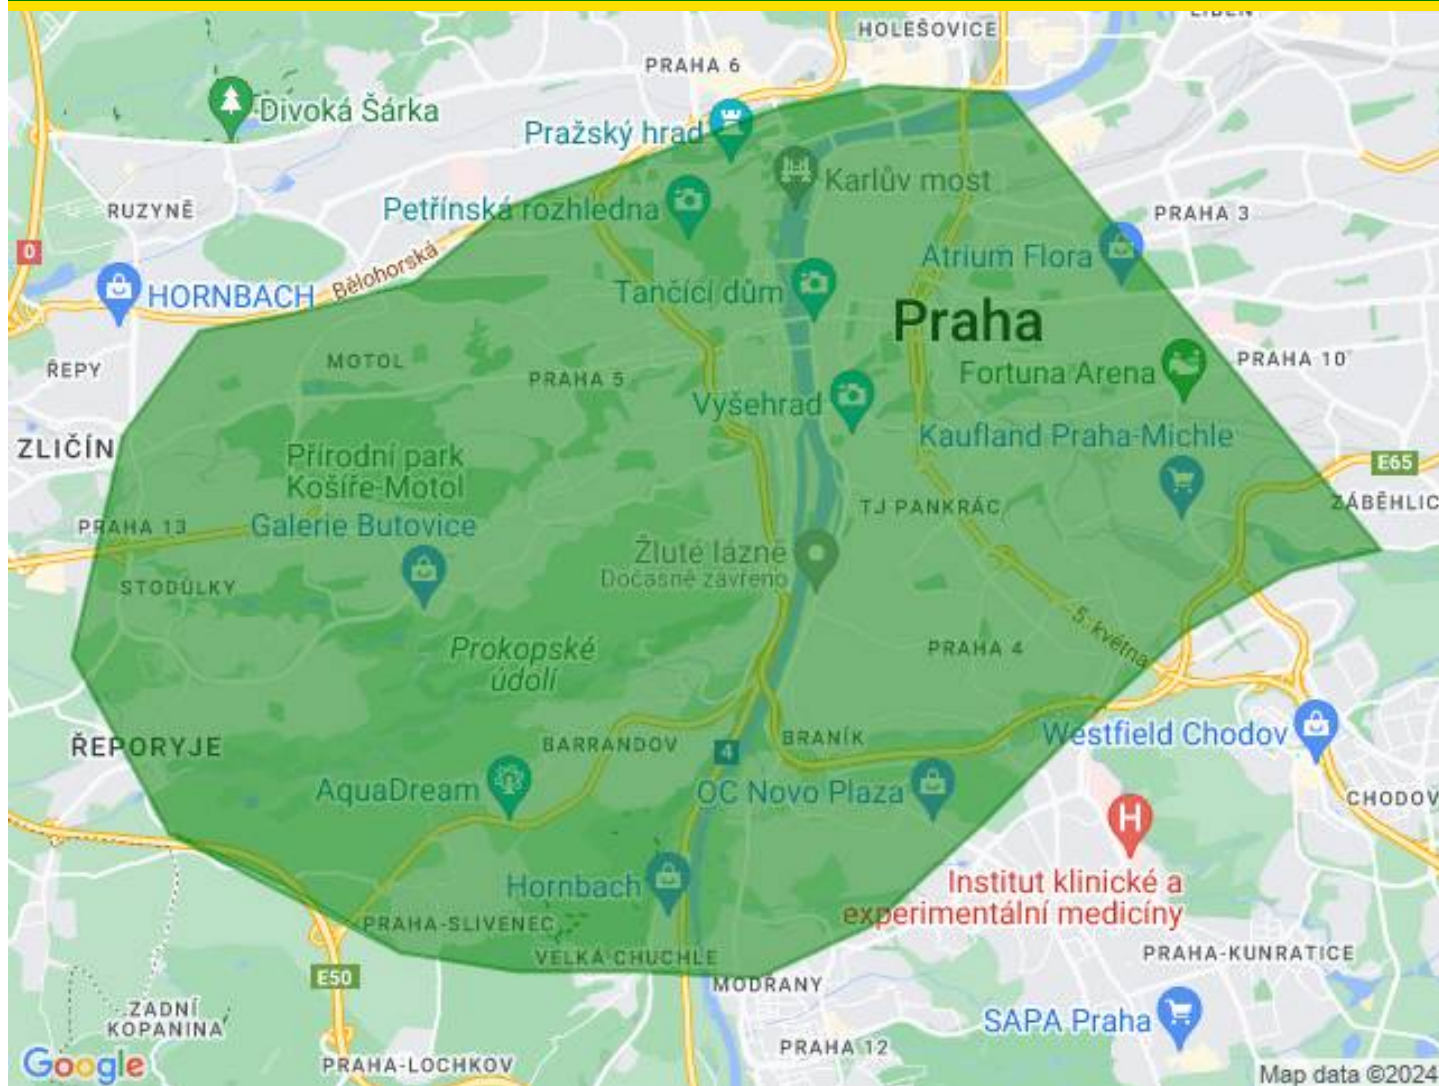 LIBEŇ
HOLEŠOVICE
PRAHA 6
Divoká Šárka
Pražský hrad
Karlův most
RUZYNĚ
Petřínská rozhledna
PRAHA 3
0
Bělohorská
Atrium Flora
HORNBACH
Tančící dům
Praha
MOTOL
PRAHA 5
ŘEPY
Fortuna Arena
PRAHA 10
Vyšehrad
ZLIČÍN
Kaufland Praha-Michle
Přírodní park
Košíře-Motol
E65
PRAHA 13
Galerie Butovice
TJ PANKRÁC
ZÁBĚHLIC
Žluté lázně
Dočasně zavřeno
STODŮLKY
5. května
Prokopské
údolí
PRAHA 4
ŘEPORYJE
BARRANDOV
4
BRANÍK
Westfield Chodov
AquaDream
OC Novo Plaza
CHODOV
H
Hornbach
Institut klinické a
experimentální medicíny
PRAHA-SLIVENEC
VELKÁ CHUCHLE
PRAHA-KUNRATICE
E50
MODŘANY
ZADNÍ
KOPANINA
SAPA Praha
PRAHA 12
Google
PRAHA-LOCHKOV
Map data ©2024